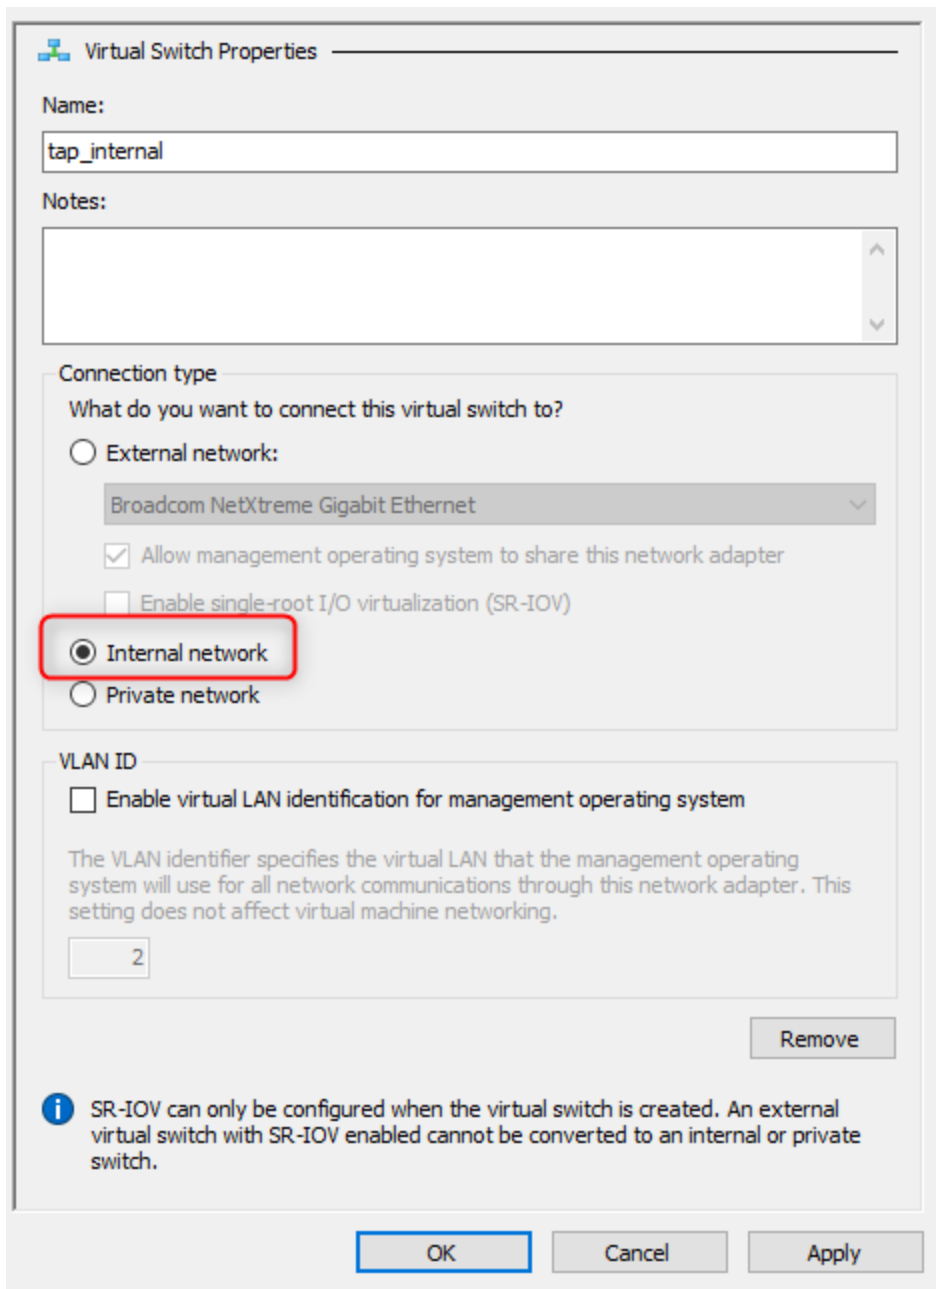 Virtual Switch Properties
Name:
tap_internal
Notes:
Connection type
What do you want to connect this virtual switch to?
External network:
Broadcom NetXtreme Gigabit Ethernet
Allow management operating system to share this network adapter
Enable single-root I/O virtualization (SR-IOV)
Internal network
Private network
VLAN ID
Enable virtual LAN identification for management operating system
The VLAN identifier specifies the virtual LAN that the management operating
system will use for all network communications through this network adapter. This
setting does not affect virtual machine networking.
2
Remove
SR-IOV can only be configured when the virtual switch is created. An external
virtual switch with SR-IOV enabled cannot be converted to an internal or private
switch.
OK
Cancel
Apply